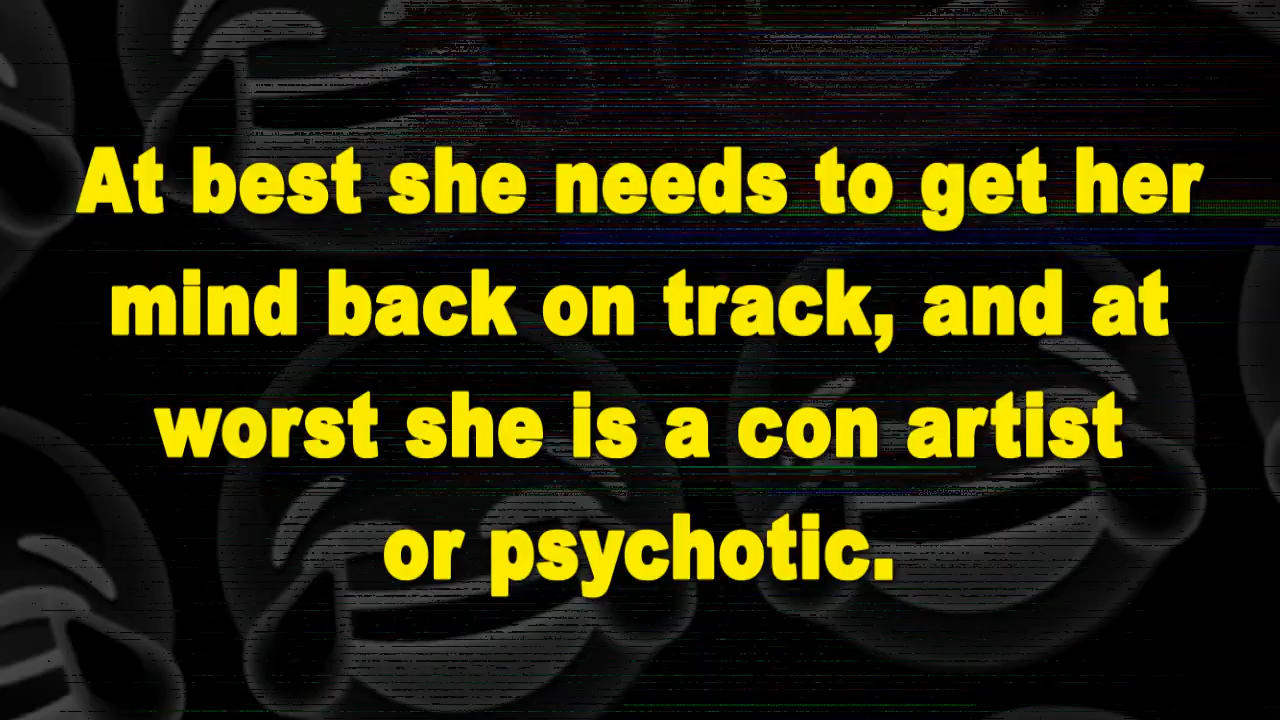 At best she needs to get her
mind back on track, and at
worst she is a con artist
or psychotic.